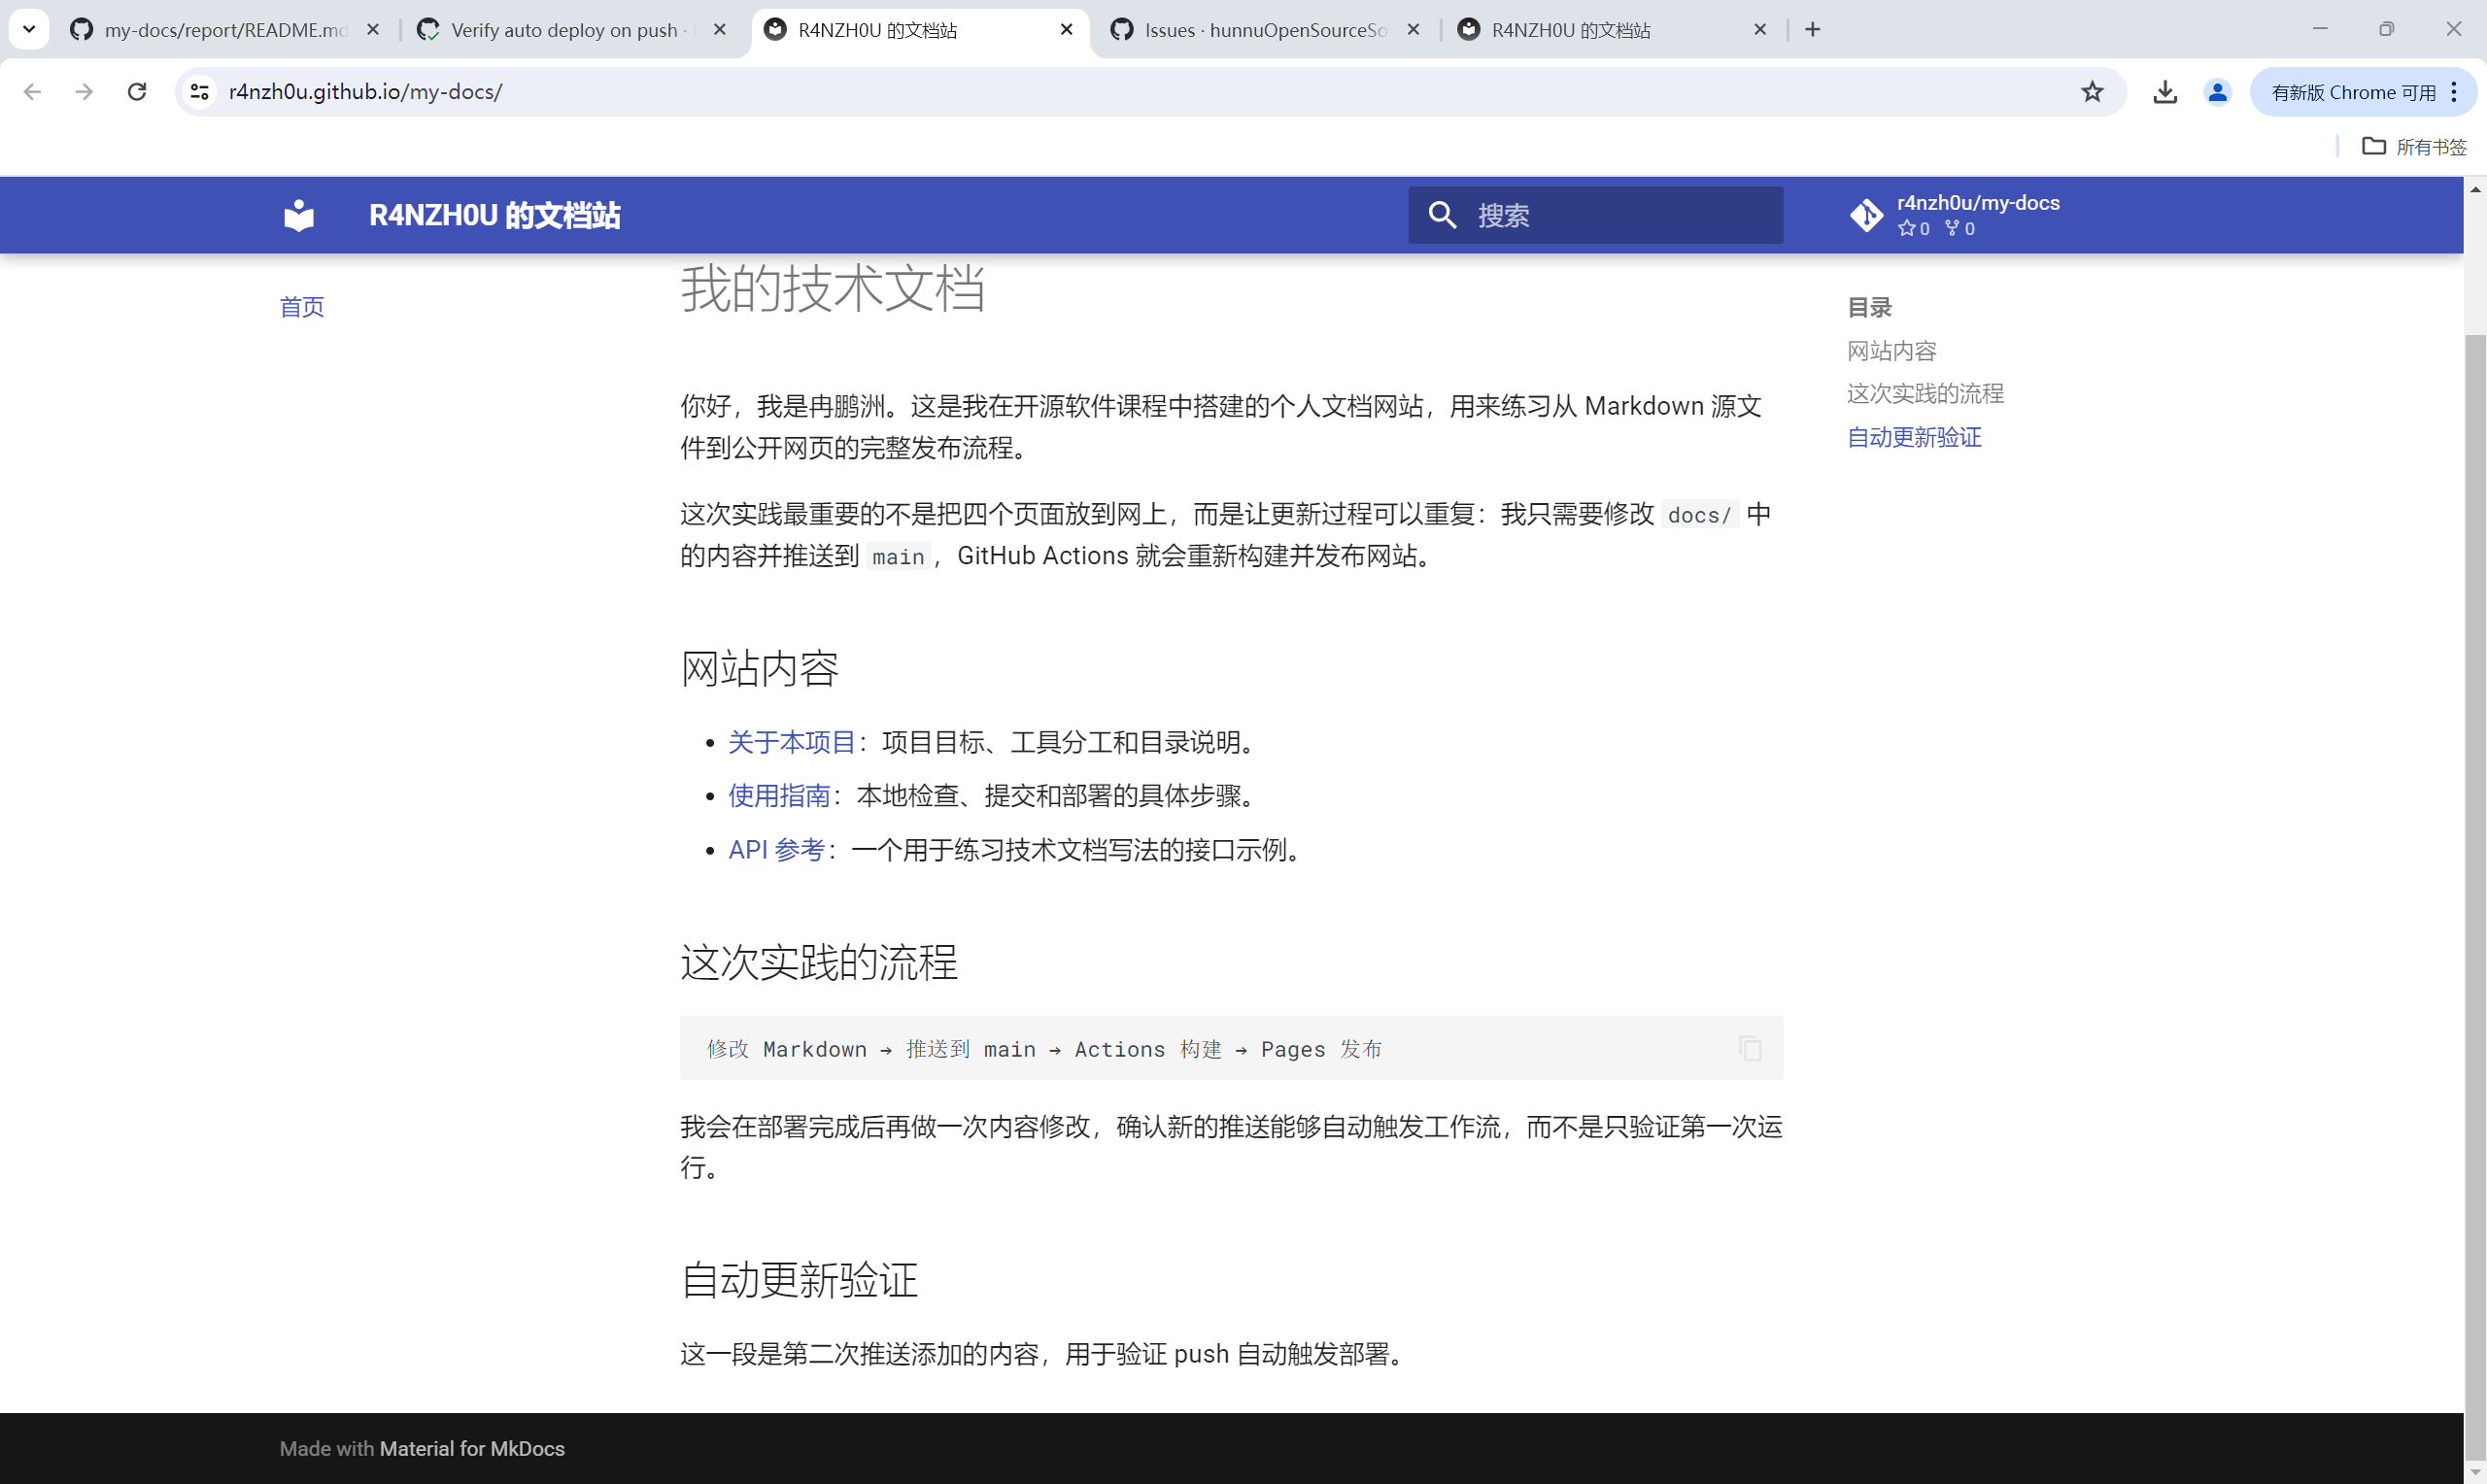 my-docs/report/README.md
Verify auto deploy on push ·
R4NZH0U 的文档站
Issues · hunnuOpenSourceSo
R4NZH0U 的文档站
r4nzh0u.github.io/my-docs/
有新版 Chrome 可用
所有书签
R4NZH0U 的文档站
搜索
r4nzh0u/my-docs
0 0
首页
我的技术文档
你好，我是冉鹏洲。这是我在开源软件课程中搭建的个人文档网站，用来练习从 Markdown 源文
件到公开网页的完整发布流程。
这次实践最重要的不是把四个页面放到网上，而是让更新过程可以重复：我只需要修改 docs/ 中
的内容并推送到 main，GitHub Actions 就会重新构建并发布网站。
网站内容
• 关于本项目：项目目标、工具分工和目录说明。
• 使用指南：本地检查、提交和部署的具体步骤。
• API 参考：一个用于练习技术文档写法的接口示例。
这次实践的流程
修改 Markdown → 推送到 main → Actions 构建 → Pages 发布
我会在部署完成后再做一次内容修改，确认新的推送能够自动触发工作流，而不是只验证第一次运
行。
自动更新验证
这一段是第二次推送添加的内容，用于验证 push 自动触发部署。
目录
网站内容
这次实践的流程
自动更新验证
Made with Material for MkDocs